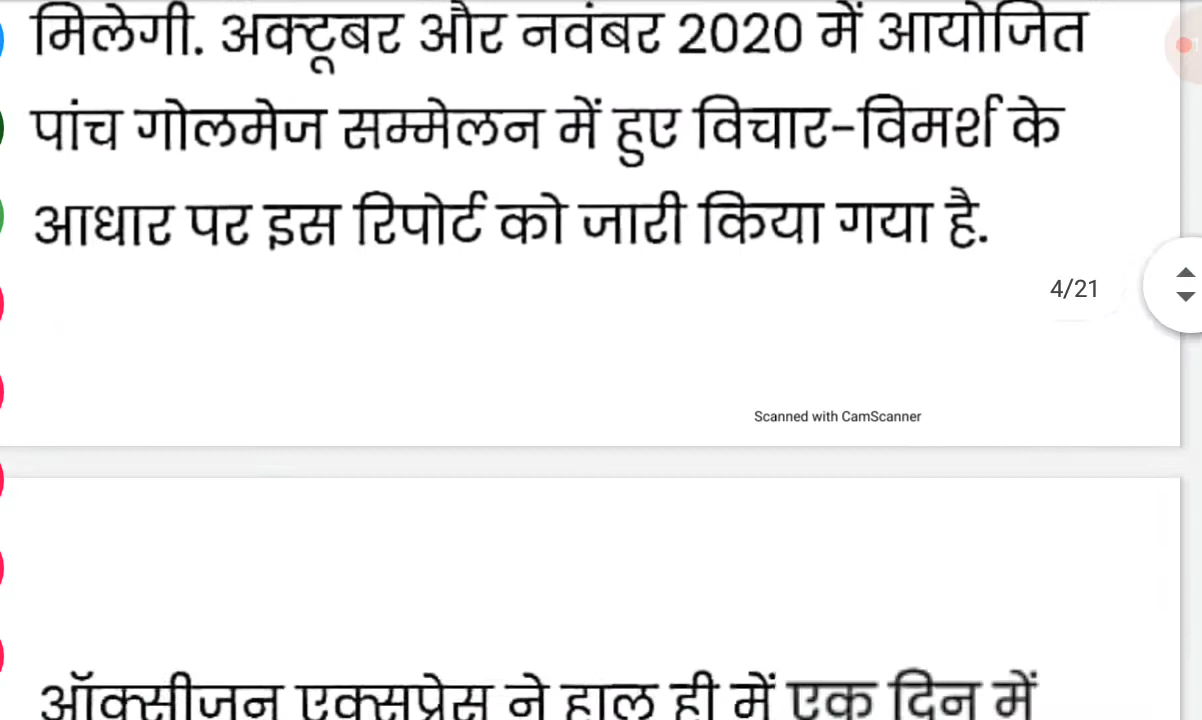 मिलेगी. अक्टूबर और नवंबर 2020 में आयोजित
पांच गोलमेज सम्मेलन में हुए विचार-विमर्श के
आधार पर इस रिपोर्ट को जारी किया गया है.
4/21
Scanned with CamScanner
ऑक्सीजन एक्सप्रेस ने हाल ही में एक दिन में